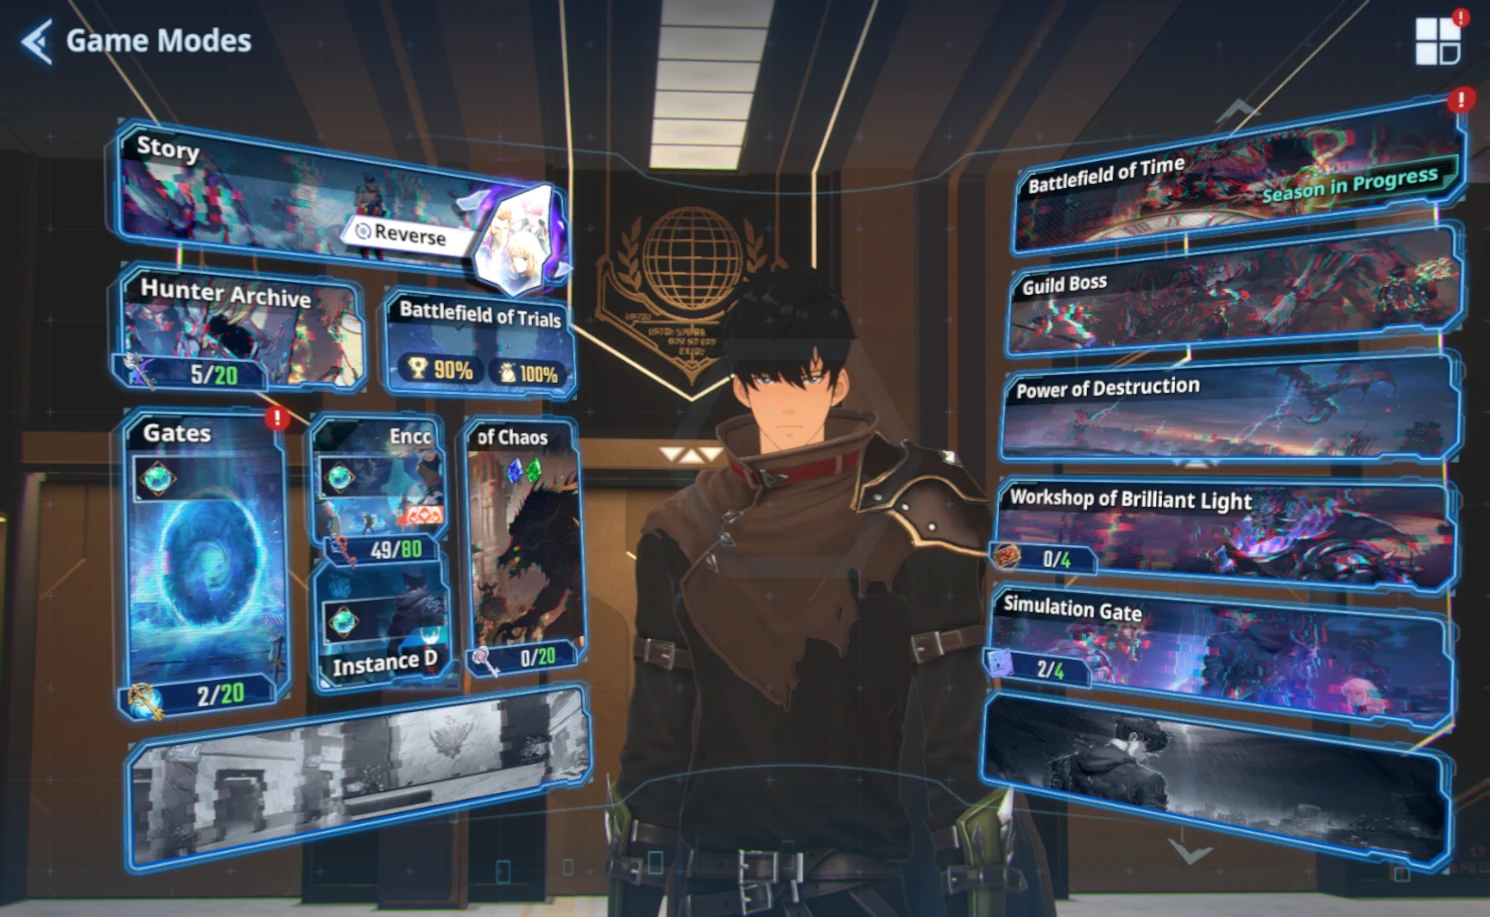 Game Modes
Story
Reverse
Hunter Archive
5/20
Battlefield of Trials
90%
100%
Gates
2/20
Enco
49/80
Instance D
of Chaos
0/20
Battlefield of Time
Season in Progress
Guild Boss
Power of Destruction
Workshop of Brilliant Light
0/4
Simulation Gate
2/4